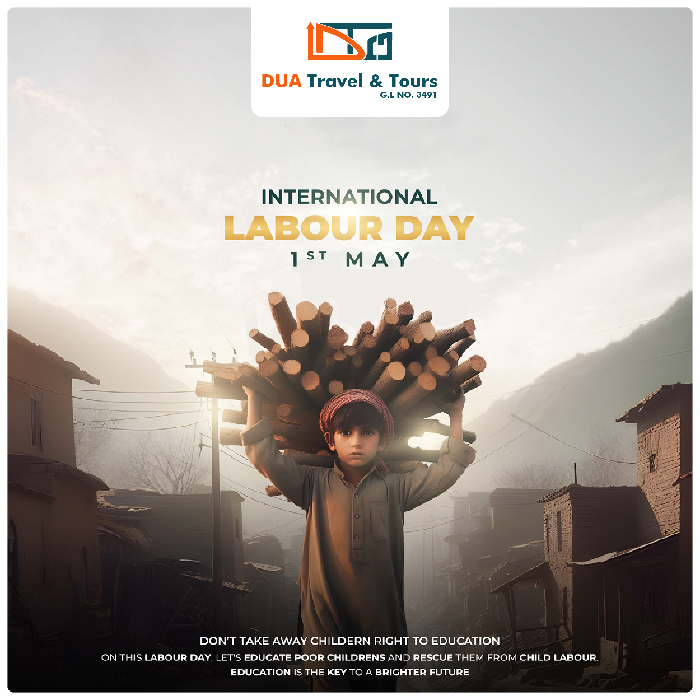 DUA Travel & Tours
G.L NO. 3491
INTERNATIONAL
LABOUR DAY
1ST MAY
DON'T TAKE AWAY CHILDERN RIGHT TO EDUCATION
ON THIS LABOUR DAY, LET'S EDUCATE POOR CHILDRENS AND RESCUE THEM FROM CHILD LABOUR.
EDUCATION IS THE KEY TO A BRIGHTER FUTURE